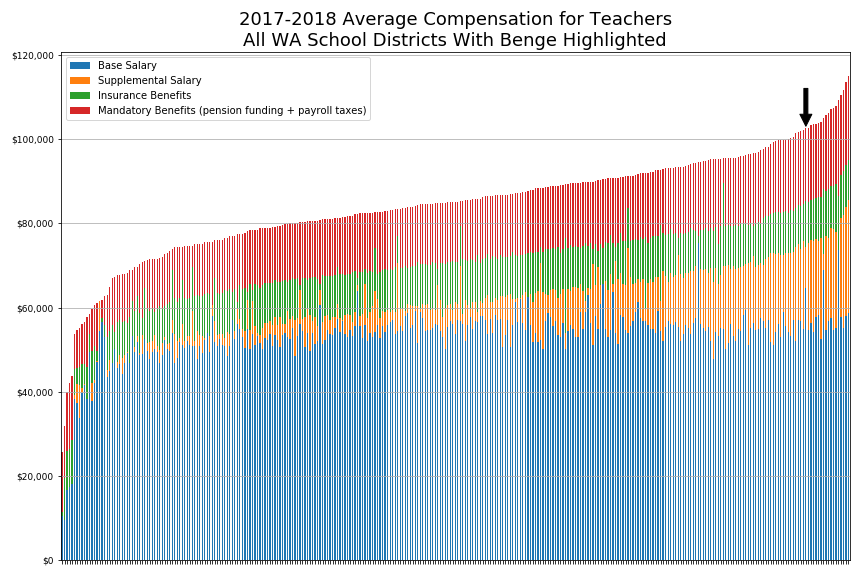 2017-2018 Average Compensation for Teachers
All WA School Districts With Benge Highlighted
Base Salary
Supplemental Salary
Insurance Benefits
Mandatory Benefits (pension funding + payroll taxes)
$120,000
$100,000
$80,000
$60,000
$40,000
$20,000
$0